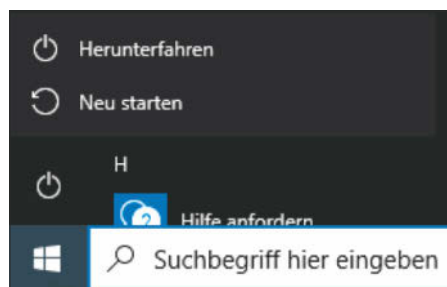 Herunterfahren
Neu starten
H
Hilfe anfordern
Suchbegriff hier eingeben